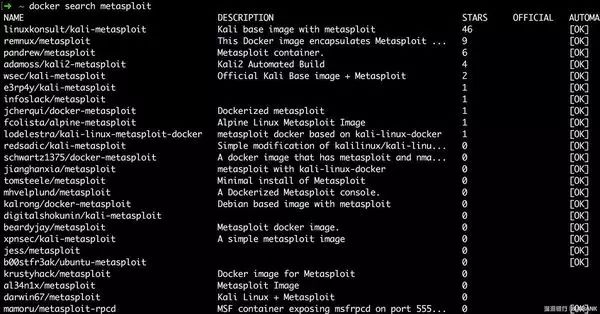 ➜ ~ docker search metasploit
NAME DESCRIPTION STARS OFFICIAL AUTOMA
linuxkonsult/kali-metasploit Kali base image with metasploit 46 [OK]
remnux/metasploit This Docker image encapsulates Metasploit ... 9 [OK]
pandrew/metasploit Metasploit container. 6 [OK]
adamoss/kali2-metasploit Kali2 Automated Build 4 [OK]
wsec/kali-metasploit Official Kali Base image + Metasploit 2 [OK]
e3rp4y/kali-metasploit 1 [OK]
infoslack/metasploit 1 [OK]
jcherqui/docker-metasploit Dockerized metasploit 1 [OK]
fcolista/alpine-metasploit Alpine Linux Metasploit Image 1 [OK]
lodelestra/kali-linux-metasploit-docker metasploit docker based on kali-linux-docker 1 [OK]
redsadic/kali-metasploit Simple modification of kalilinux/kali-linu... 0 [OK]
schwartz1375/docker-metasploit A docker image that has metasploit and nma... 0 [OK]
jianghanxia/metasploit metasploit with kali-linux-docker 0 [OK]
tomsteele/metasploit Minimal install of Metasploit 0 [OK]
mhvelplund/metasploit A Dockerized Metasploit console. 0 [OK]
kalrong/docker-metasploit Debian based image with metasploit 0 [OK]
digitalshokunin/kali-metasploit 0 [OK]
beardyjay/metasploit Metasploit docker image. 0 [OK]
xpnsec/kali-metasploit A simple metasploit image 0 [OK]
jess/metasploit 0 [OK]
b00stfr3ak/ubuntu-metasploit 0 [OK]
krustyhack/metasploit Docker image for Metasploit 0
al34n1x/metasploit Metasploit Image 0
darwin67/metasploit Kali Linux + Metasploit 0
mamoru/metasploit-rpcd MSF container exposing msfrpcd on port 555... 0 [OK]